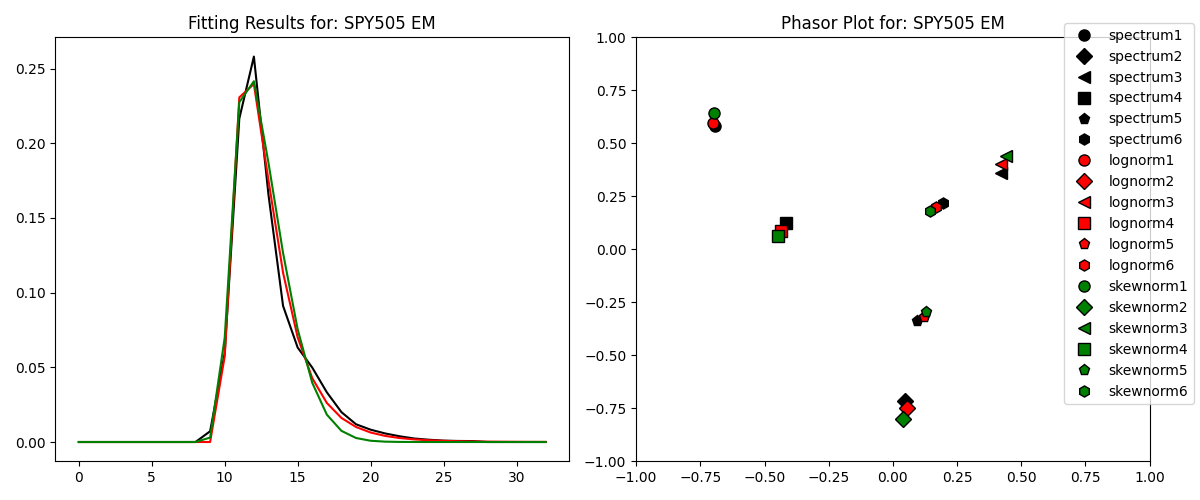 Fitting Results for: SPY505 EM
0.25
0.20
0.15
0.10
0.05
0.00
0 5 10 15 20 25 30
Phasor Plot for: SPY505 EM
1.00
0.75
0.50
0.25
0.00
−0.25
−0.50
−0.75
−1.00
−1.00 −0.75 −0.50 −0.25 0.00 0.25 0.50 0.75 1.00
spectrum1
spectrum2
spectrum3
spectrum4
spectrum5
spectrum6
lognorm1
lognorm2
lognorm3
lognorm4
lognorm5
lognorm6
skewnorm1
skewnorm2
skewnorm3
skewnorm4
skewnorm5
skewnorm6